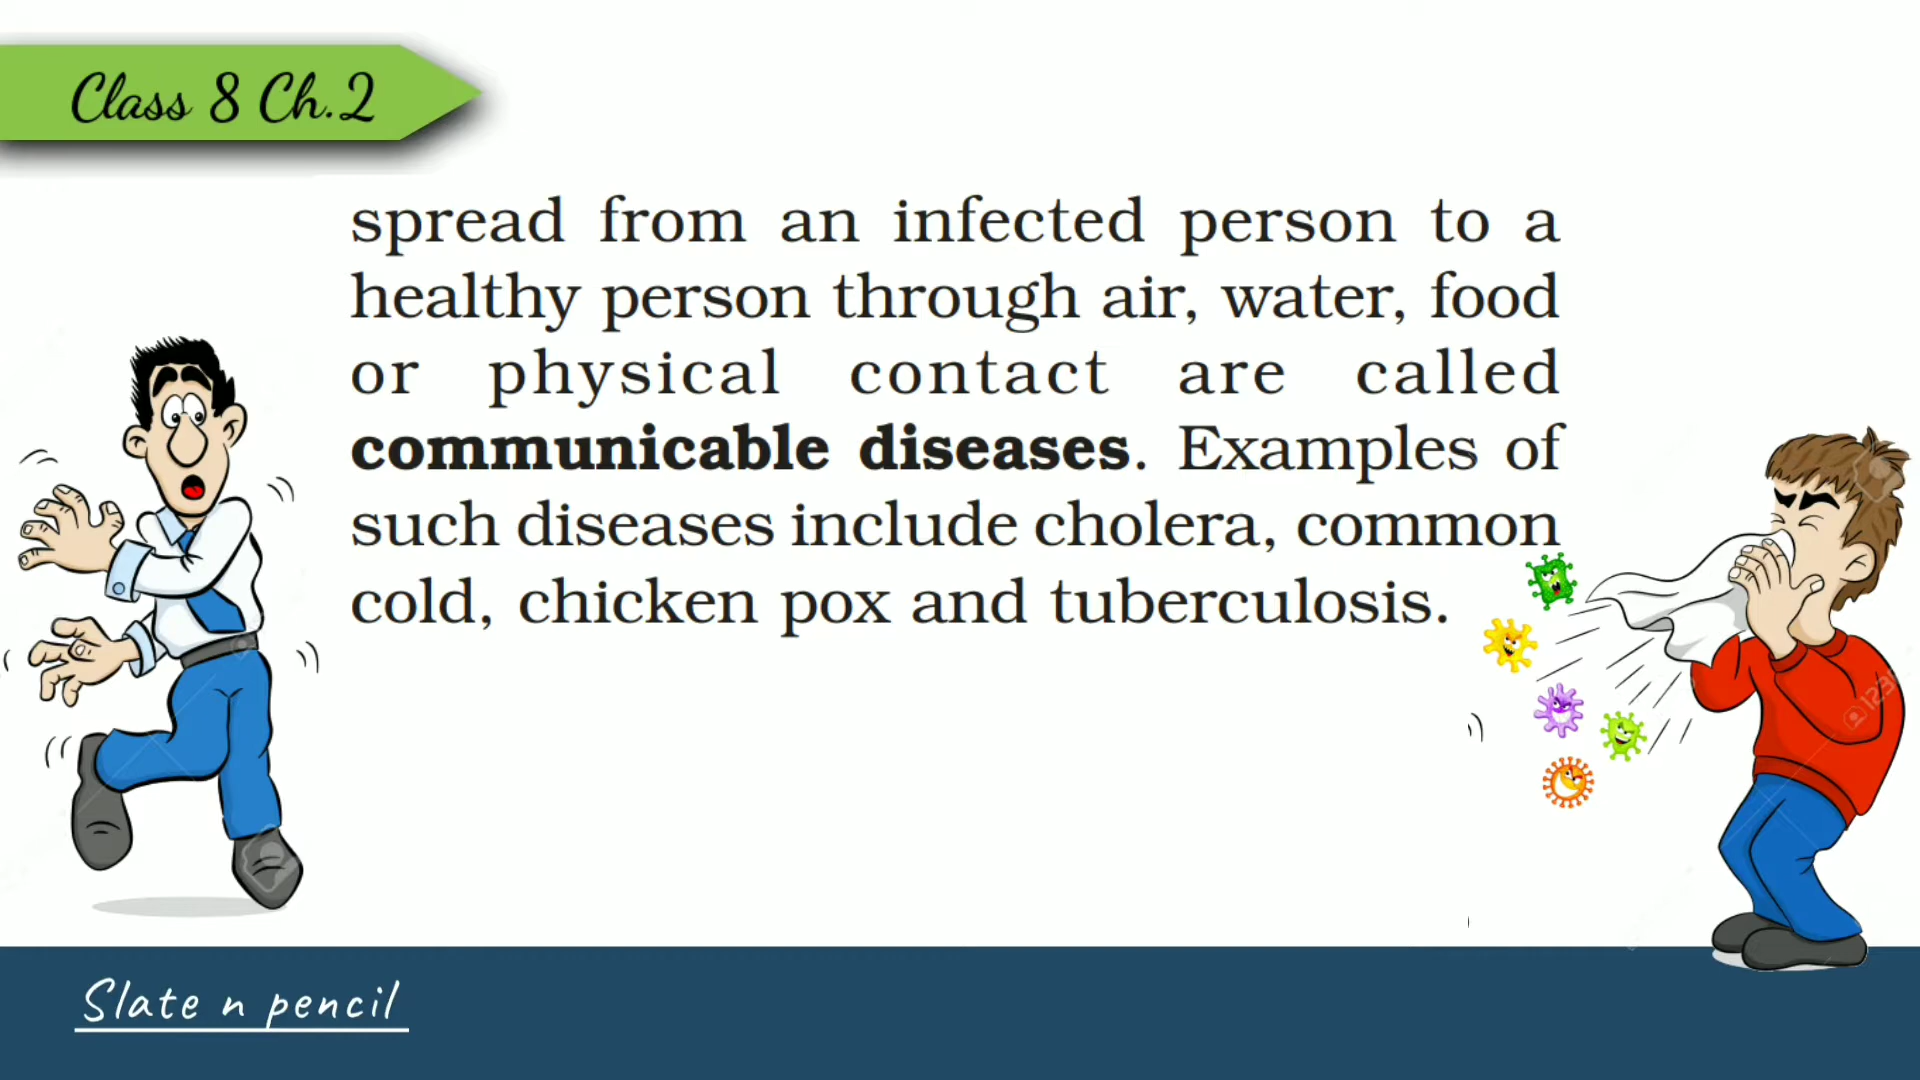 Class 8 Ch.2
spread from an infected person to a
healthy person through air, water, food
or physical contact are called
communicable diseases. Examples of
such diseases include cholera, common
cold, chicken pox and tuberculosis.
Slate n pencil